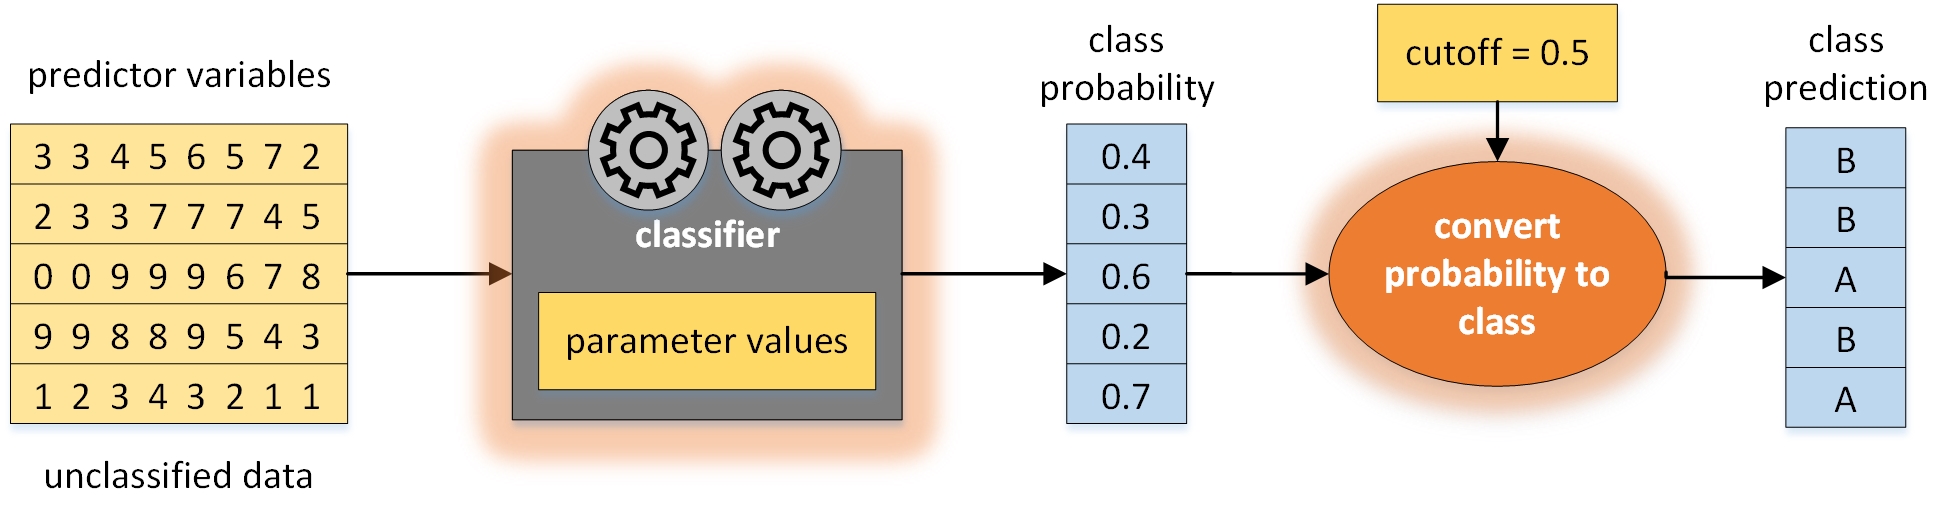 predictor variables
3 3 4 5 6 5 7 2
2 3 3 7 7 7 4 5
0 0 9 9 9 6 7 8
9 9 8 8 9 5 4 3
1 2 3 4 3 2 1 1
unclassified data
classifier
parameter values
class
probability
0.4
0.3
0.6
0.2
0.7
cutoff = 0.5
convert
probability to
class
class
prediction
B
B
A
B
A